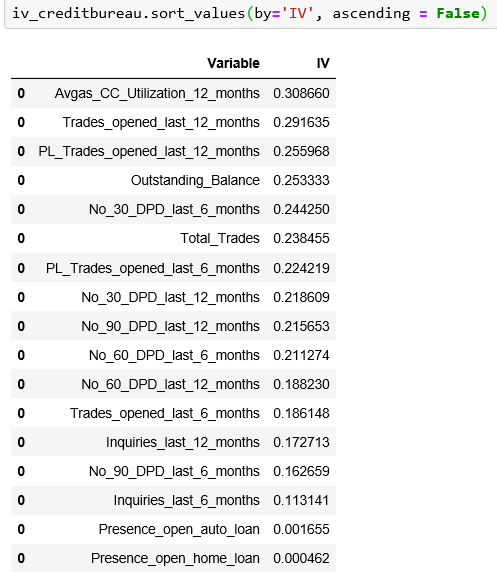 iv_creditbureau.sort_values(by='IV', ascending = False)
Variable IV
0 Avgas_CC_Utilization_12_months 0.308660
0 Trades_opened_last_12_months 0.291635
0 PL_Trades_opened_last_12_months 0.255968
0 Outstanding_Balance 0.253333
0 No_30_DPD_last_6_months 0.244250
0 Total_Trades 0.238455
0 PL_Trades_opened_last_6_months 0.224219
0 No_30_DPD_last_12_months 0.218609
0 No_90_DPD_last_12_months 0.215653
0 No_60_DPD_last_6_months 0.211274
0 No_60_DPD_last_12_months 0.188230
0 Trades_opened_last_6_months 0.186148
0 Inquiries_last_12_months 0.172713
0 No_90_DPD_last_6_months 0.162659
0 Inquiries_last_6_months 0.113141
0 Presence_open_auto_loan 0.001655
0 Presence_open_home_loan 0.000462